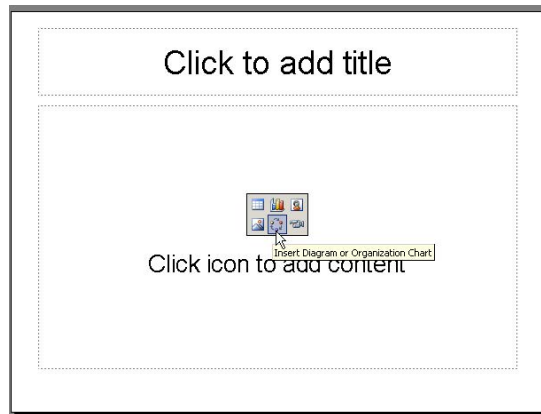 Click to add title
Insert Diagram or Organization Chart
Click icon to add content